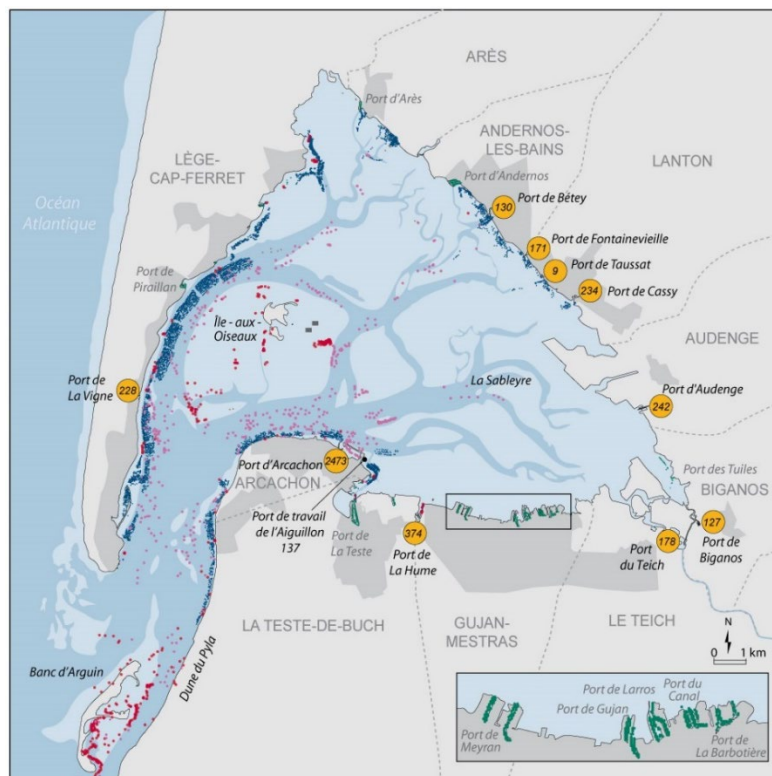 ARÈS
Port d'Arès
ANDERNOS-
LES-BAINS
LÈGE-
CAP-FERRET
LANTON
Océan
Atlantique
Port d'Andernos
130
Port de Bétey
171
Port de Fontainevieille
9
Port de Taussat
234
Port de Cassy
Port de
Piraillan
Île - aux -
Oiseaux
AUDENGE
Port de
La Vigne
228
La Sableyre
242
Port d'Audenge
Port d'Arcachon
2473
ARCACHON
Port des Tuiles
BIGANOS
Port de travail
de l'Aiguillon
137
Port de
La Teste
374
Port de
La Hume
127
Port de
Biganos
178
Port
du Teich
LA TESTE-DE-BUCH
GUJAN-
MESTRAS
LE TEICH
N
0 1 km
Banc d'Arguin
Dune du Pyla
Port de Larros
Port du
Canal
Port de Gujan
Port de
Meyran
Port de
La Barbotière